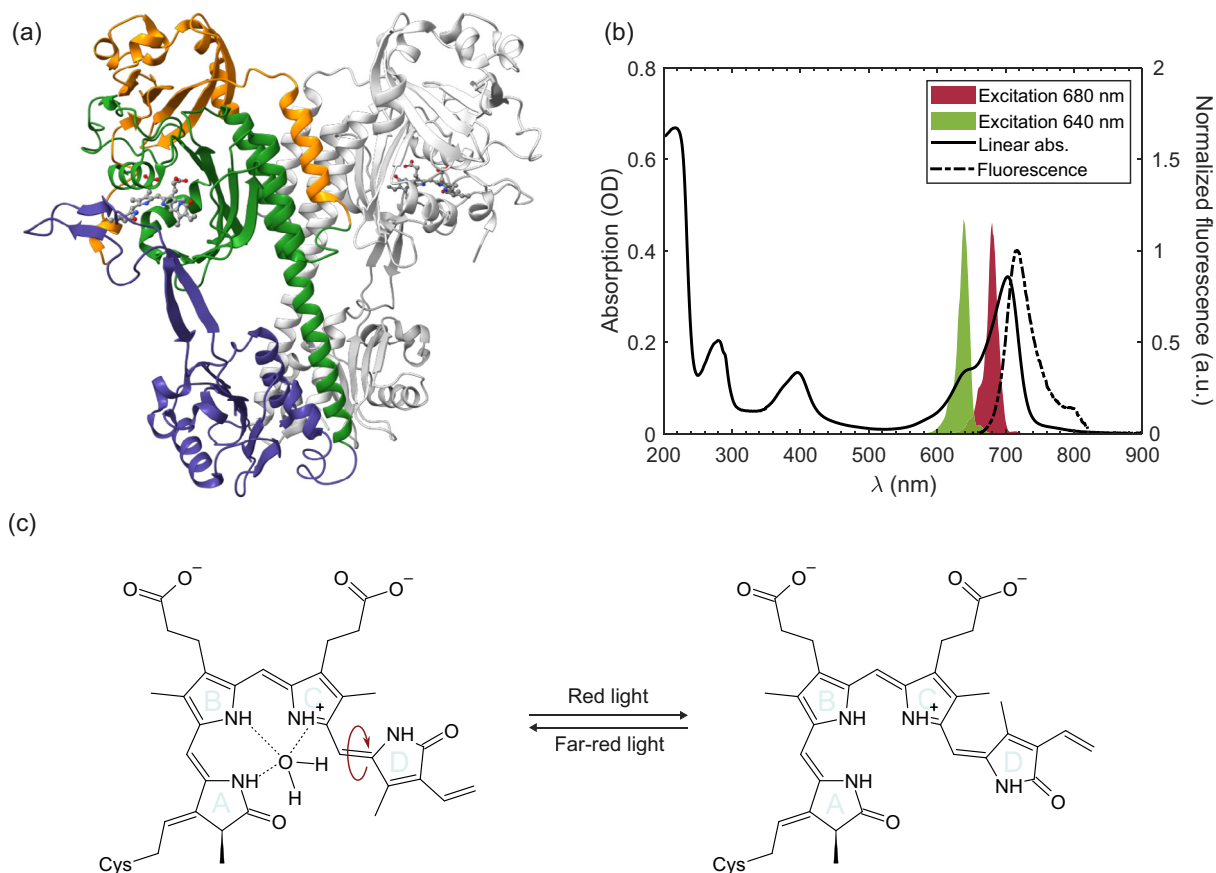 (a)
(b)
0.8
0.6
0.4
0.2
0
Absorption (OD)
2
1.5
1
0.5
0
Normalized fluorescence (a.u.)
Excitation 680 nm
Excitation 640 nm
Linear abs.
Fluorescence
200 300 400 500 600 700 800 900
λ (nm)
(c)
O O− O O−
B C
NH NH+
NH O
O H D
NH H
A
O
Cys
Red light
Far-red light
O O− O O−
B C
NH NH+
NH D
A NH O
O
Cys